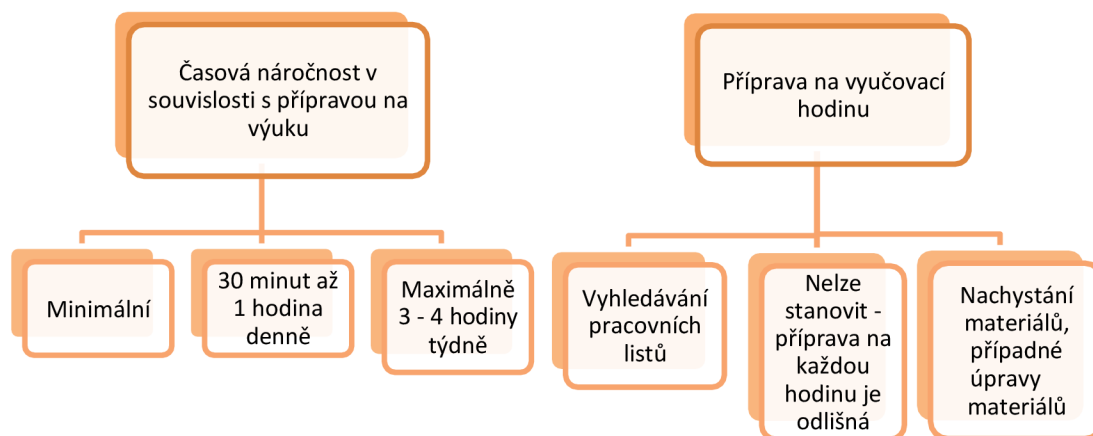 Časová náročnost v
souvislosti s přípravou na
výuku
Minimální
30 minut až
1 hodina
denně
Maximálně
3 - 4 hodiny
týdně
Příprava na vyučovací
hodinu
Vyhledávání
pracovních
listů
Nelze
stanovit -
příprava na
každou
hodinu je
odlišná
Nachystání
materiálů,
případné
úpravy
materiálů